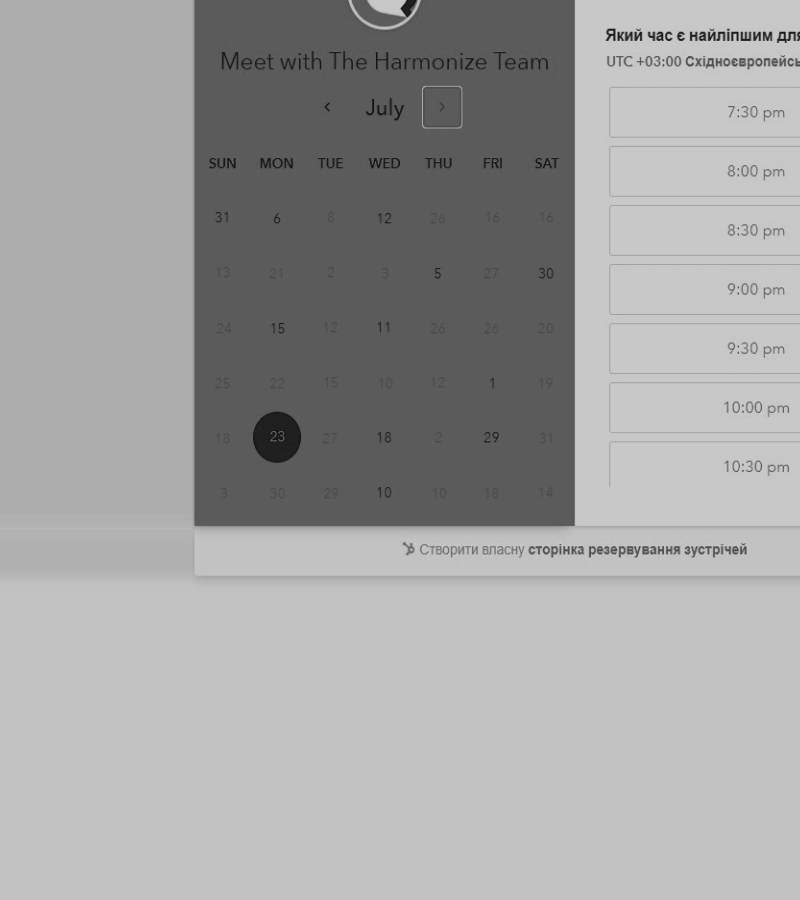 Meet with The Harmonize Team
July
SUN MON TUE WED THU FRI SAT
31 6 8 12 26 16 16
13 21 2 3 5 27 30
24 15 12 11 26 26 20
25 22 15 10 12 1 19
18 23 27 18 2 29 31
3 30 29 10 10 18 14
Який час є найліпшим
UTC +03:00
7:30 pm
8:00 pm
8:30 pm
9:00 pm
9:30 pm
10:00 pm
10:30 pm
Створити власну сторінка резервування зустрічей